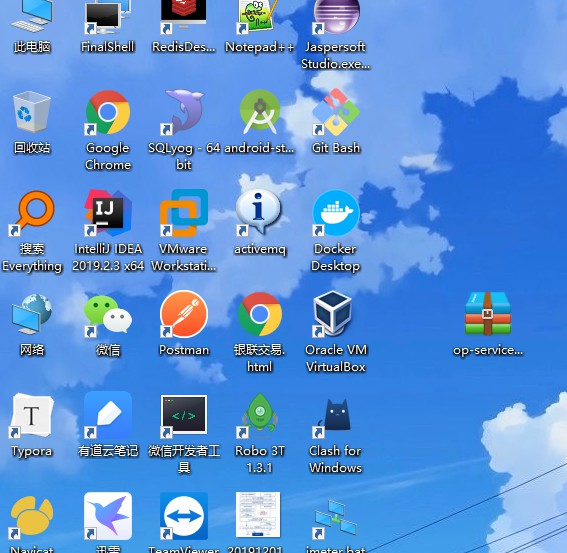 此电脑
FinalShell
RedisDes...
Notepad++
Jaspersoft
Studio.exe...
回收站
Google
Chrome
SQLyog - 64
bit
android-st...
Git Bash
搜索
Everything
IntelliJ IDEA
2019.2.3 x64
VMware
Workstati...
activemq
Docker
Desktop
网络
微信
Postman
银联交易.
html
Oracle VM
VirtualBox
op-service...
Typora
有道云笔记
微信开发者工
具
Robo 3T
1.3.1
Clash for
Windows
Navicat
迅雷
TeamViewer
20191201
jmeter.bat